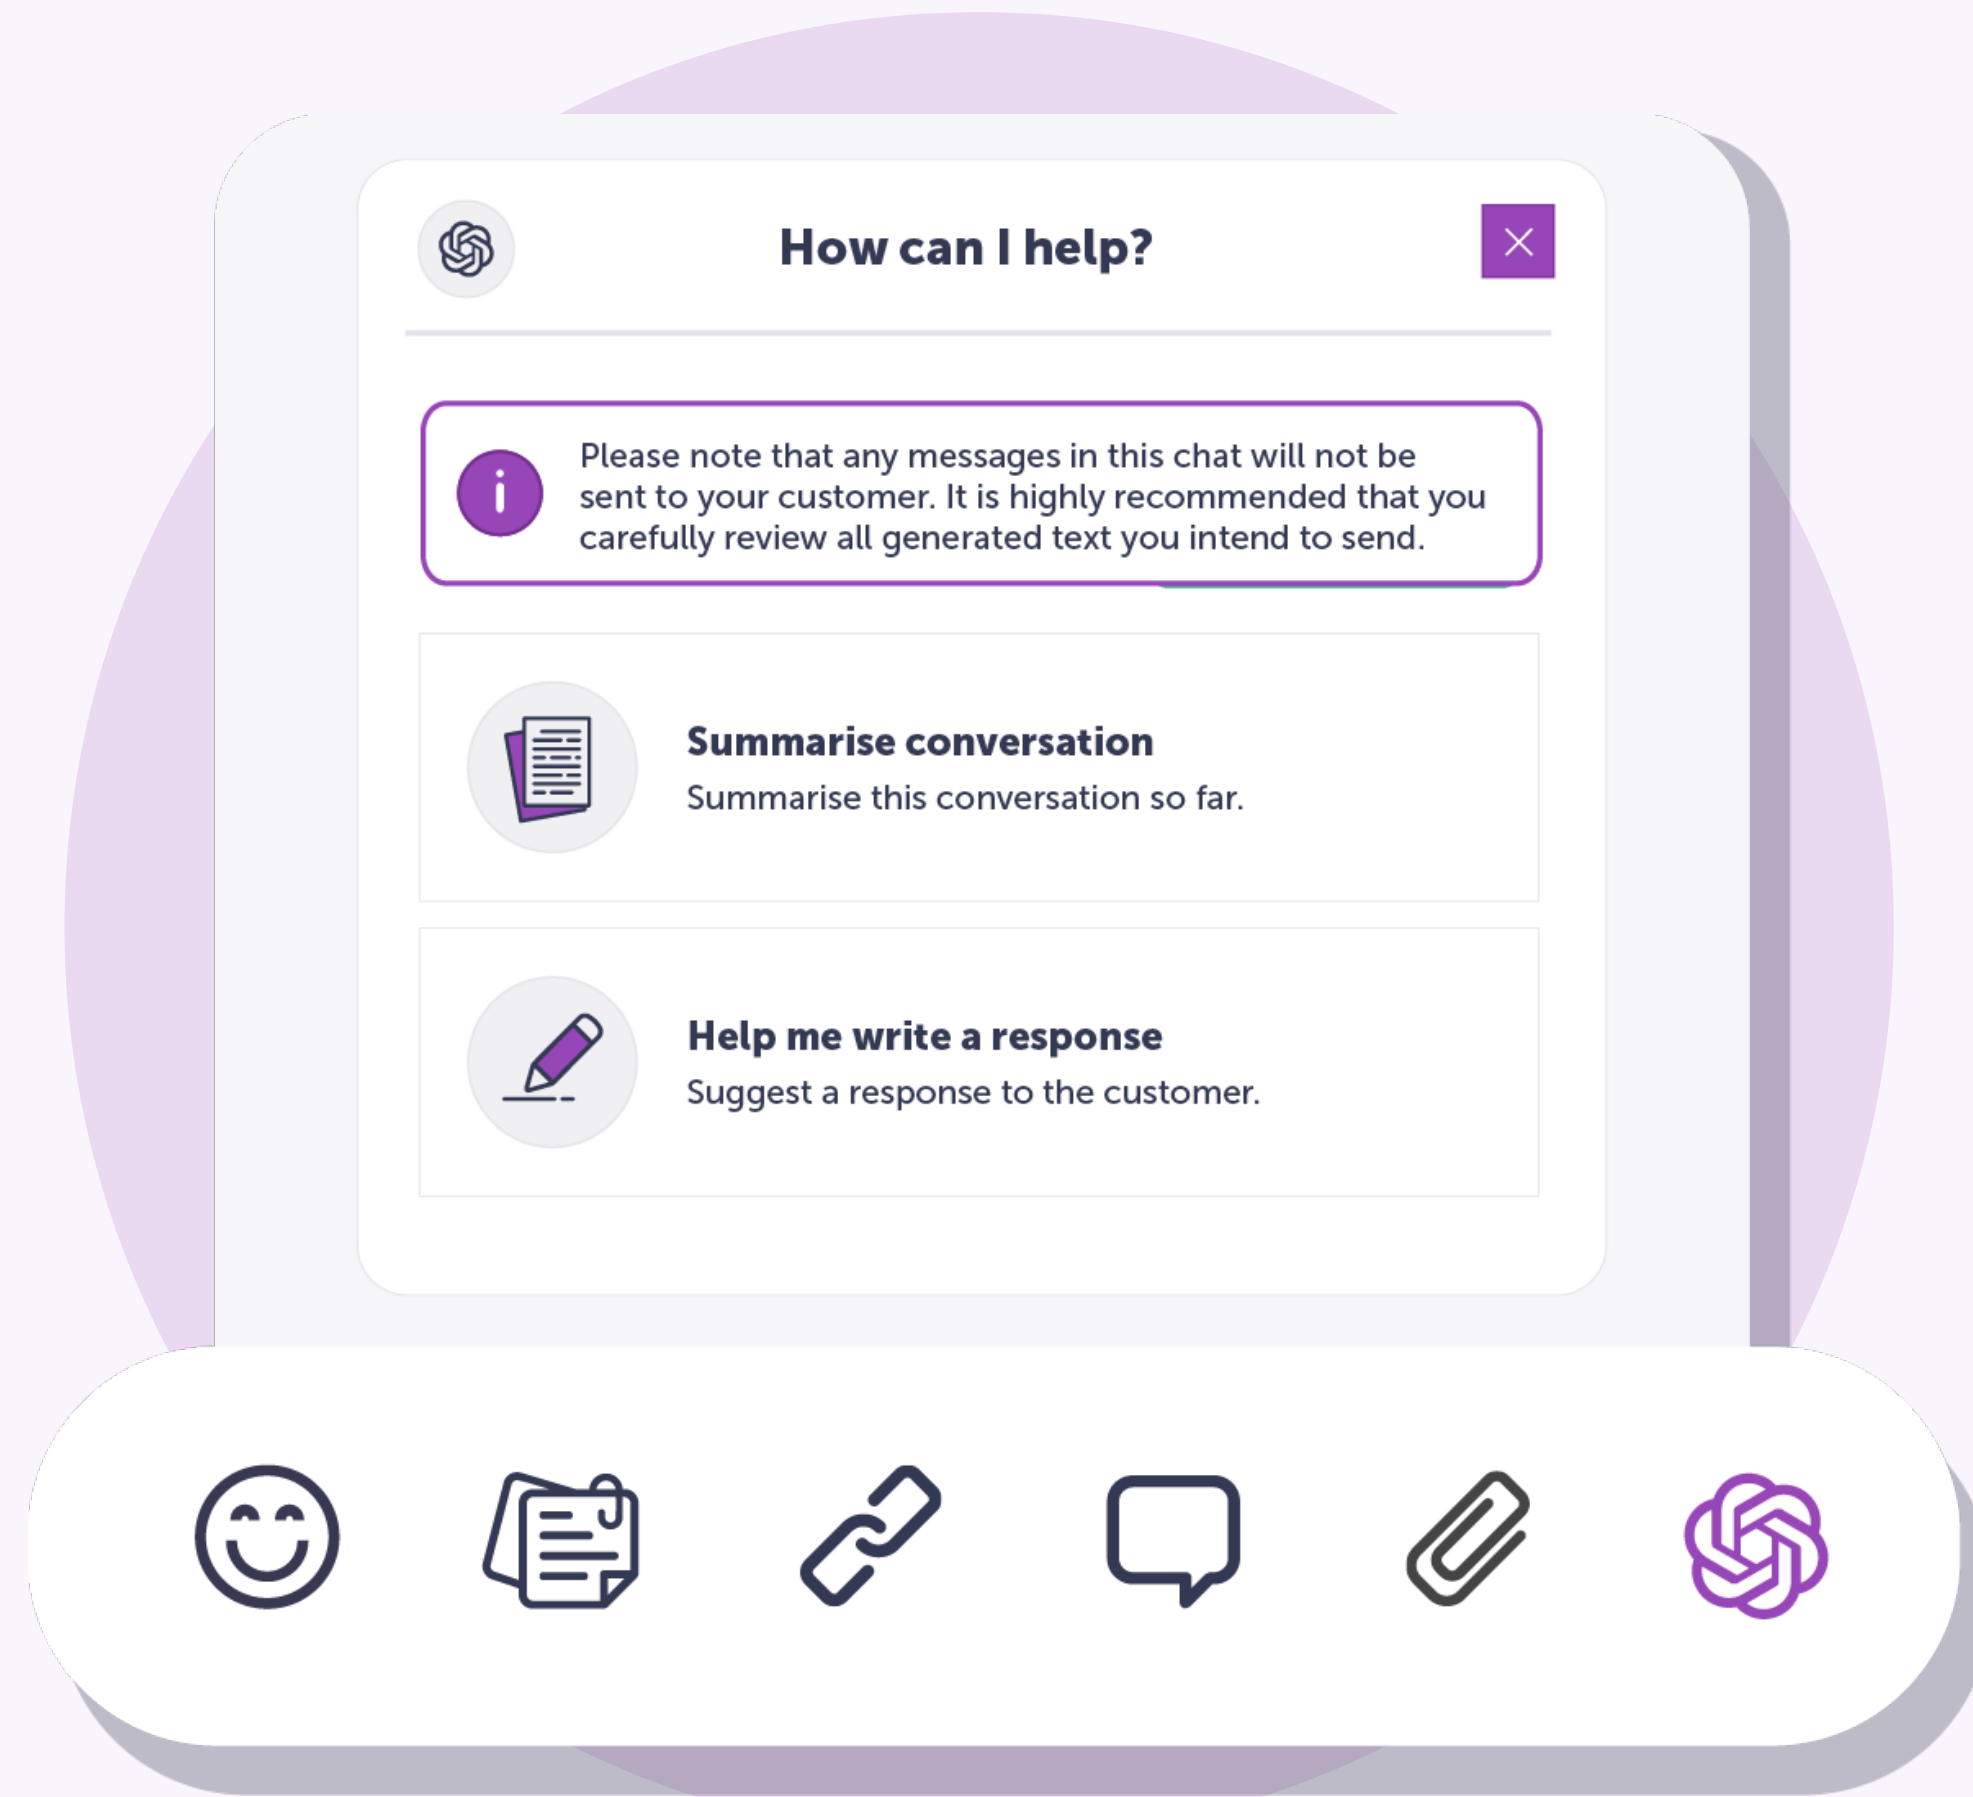 How can I help?
Please note that any messages in this chat will not be
sent to your customer. It is highly recommended that you
carefully review all generated text you intend to send.
Summarise conversation
Summarise this conversation so far.
Help me write a response
Suggest a response to the customer.